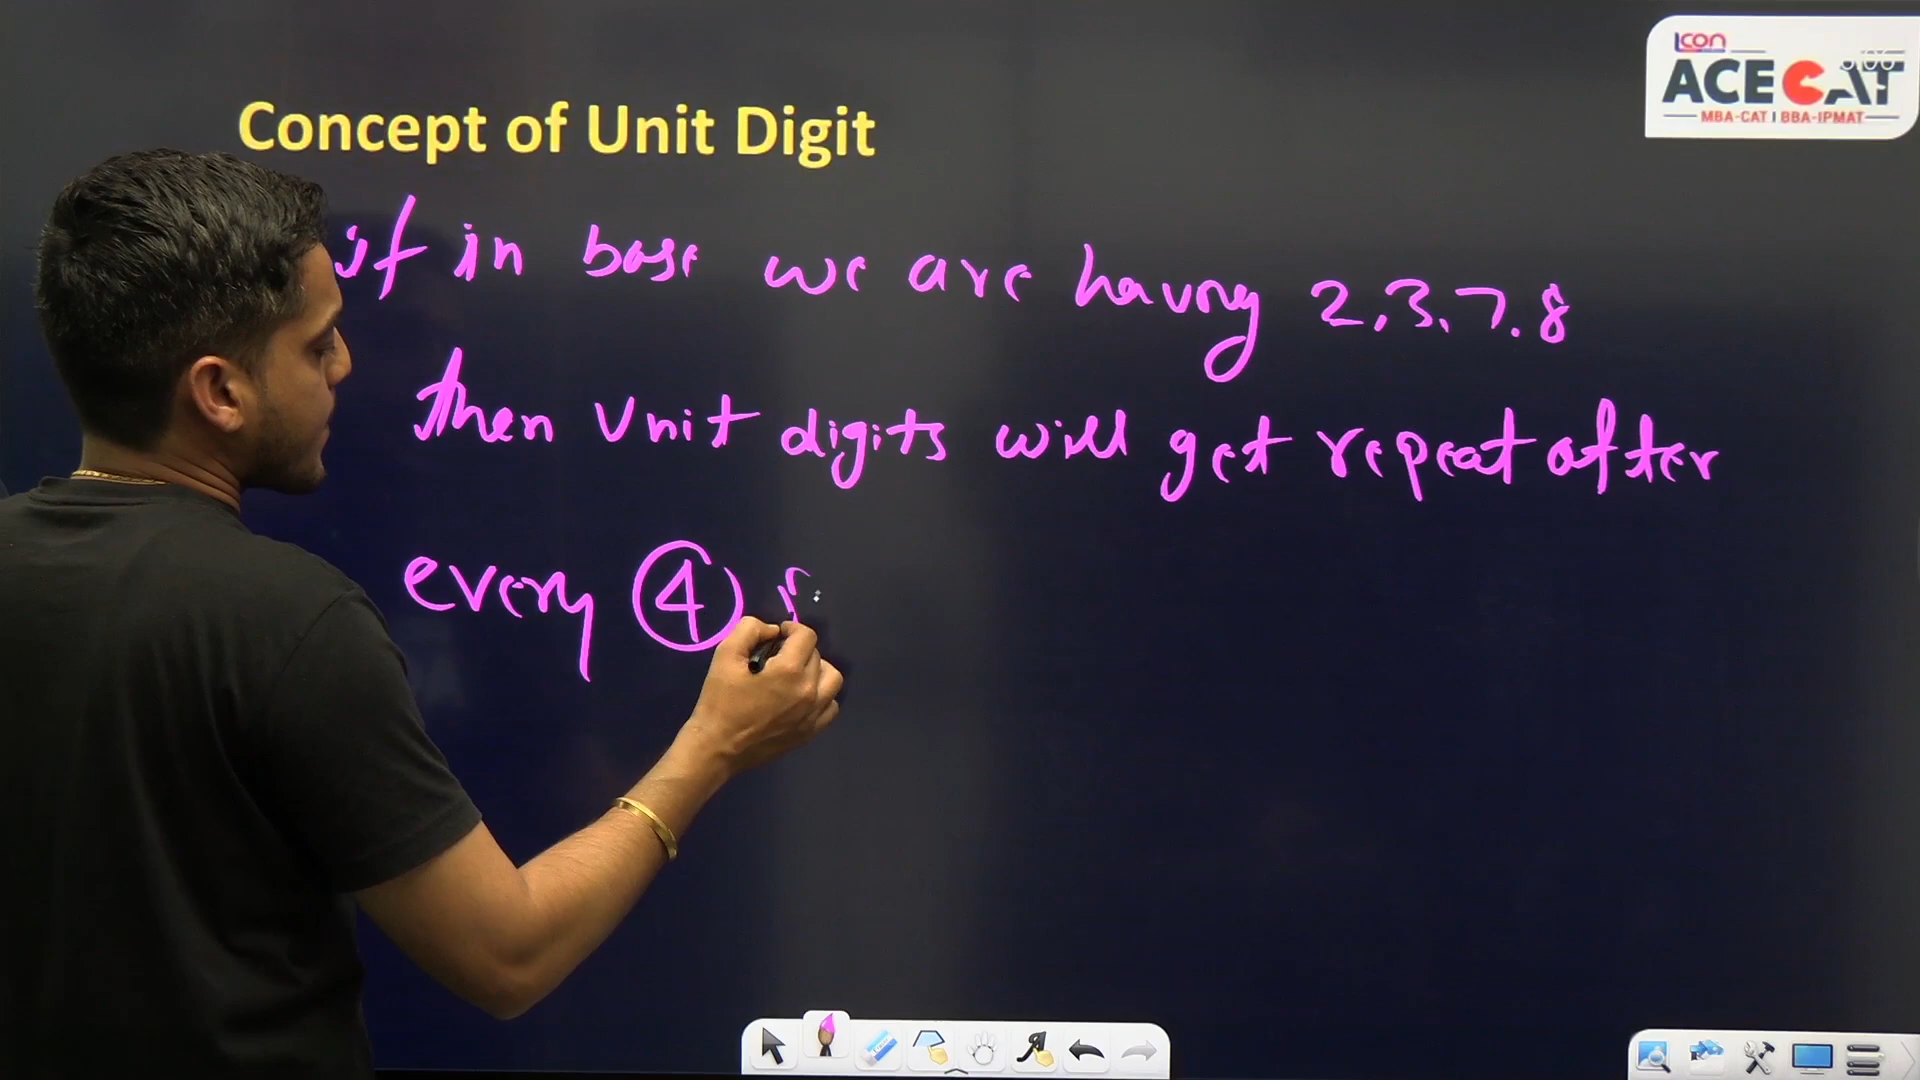 Icon
ACE CAT
MBA-CAT | BBA-IPMAT
Concept of Unit Digit
if in base we are having 2, 3, 7, 8
then Unit digits will get repeat after
every 4